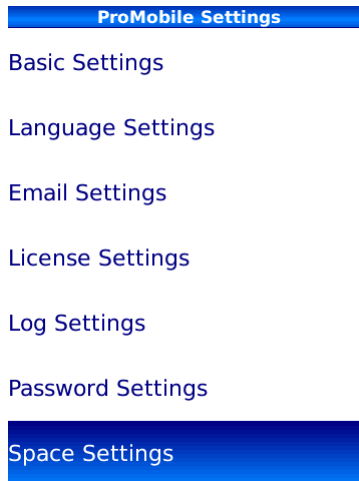 ProMobile Settings
Basic Settings
Language Settings
Email Settings
License Settings
Log Settings
Password Settings
Space Settings